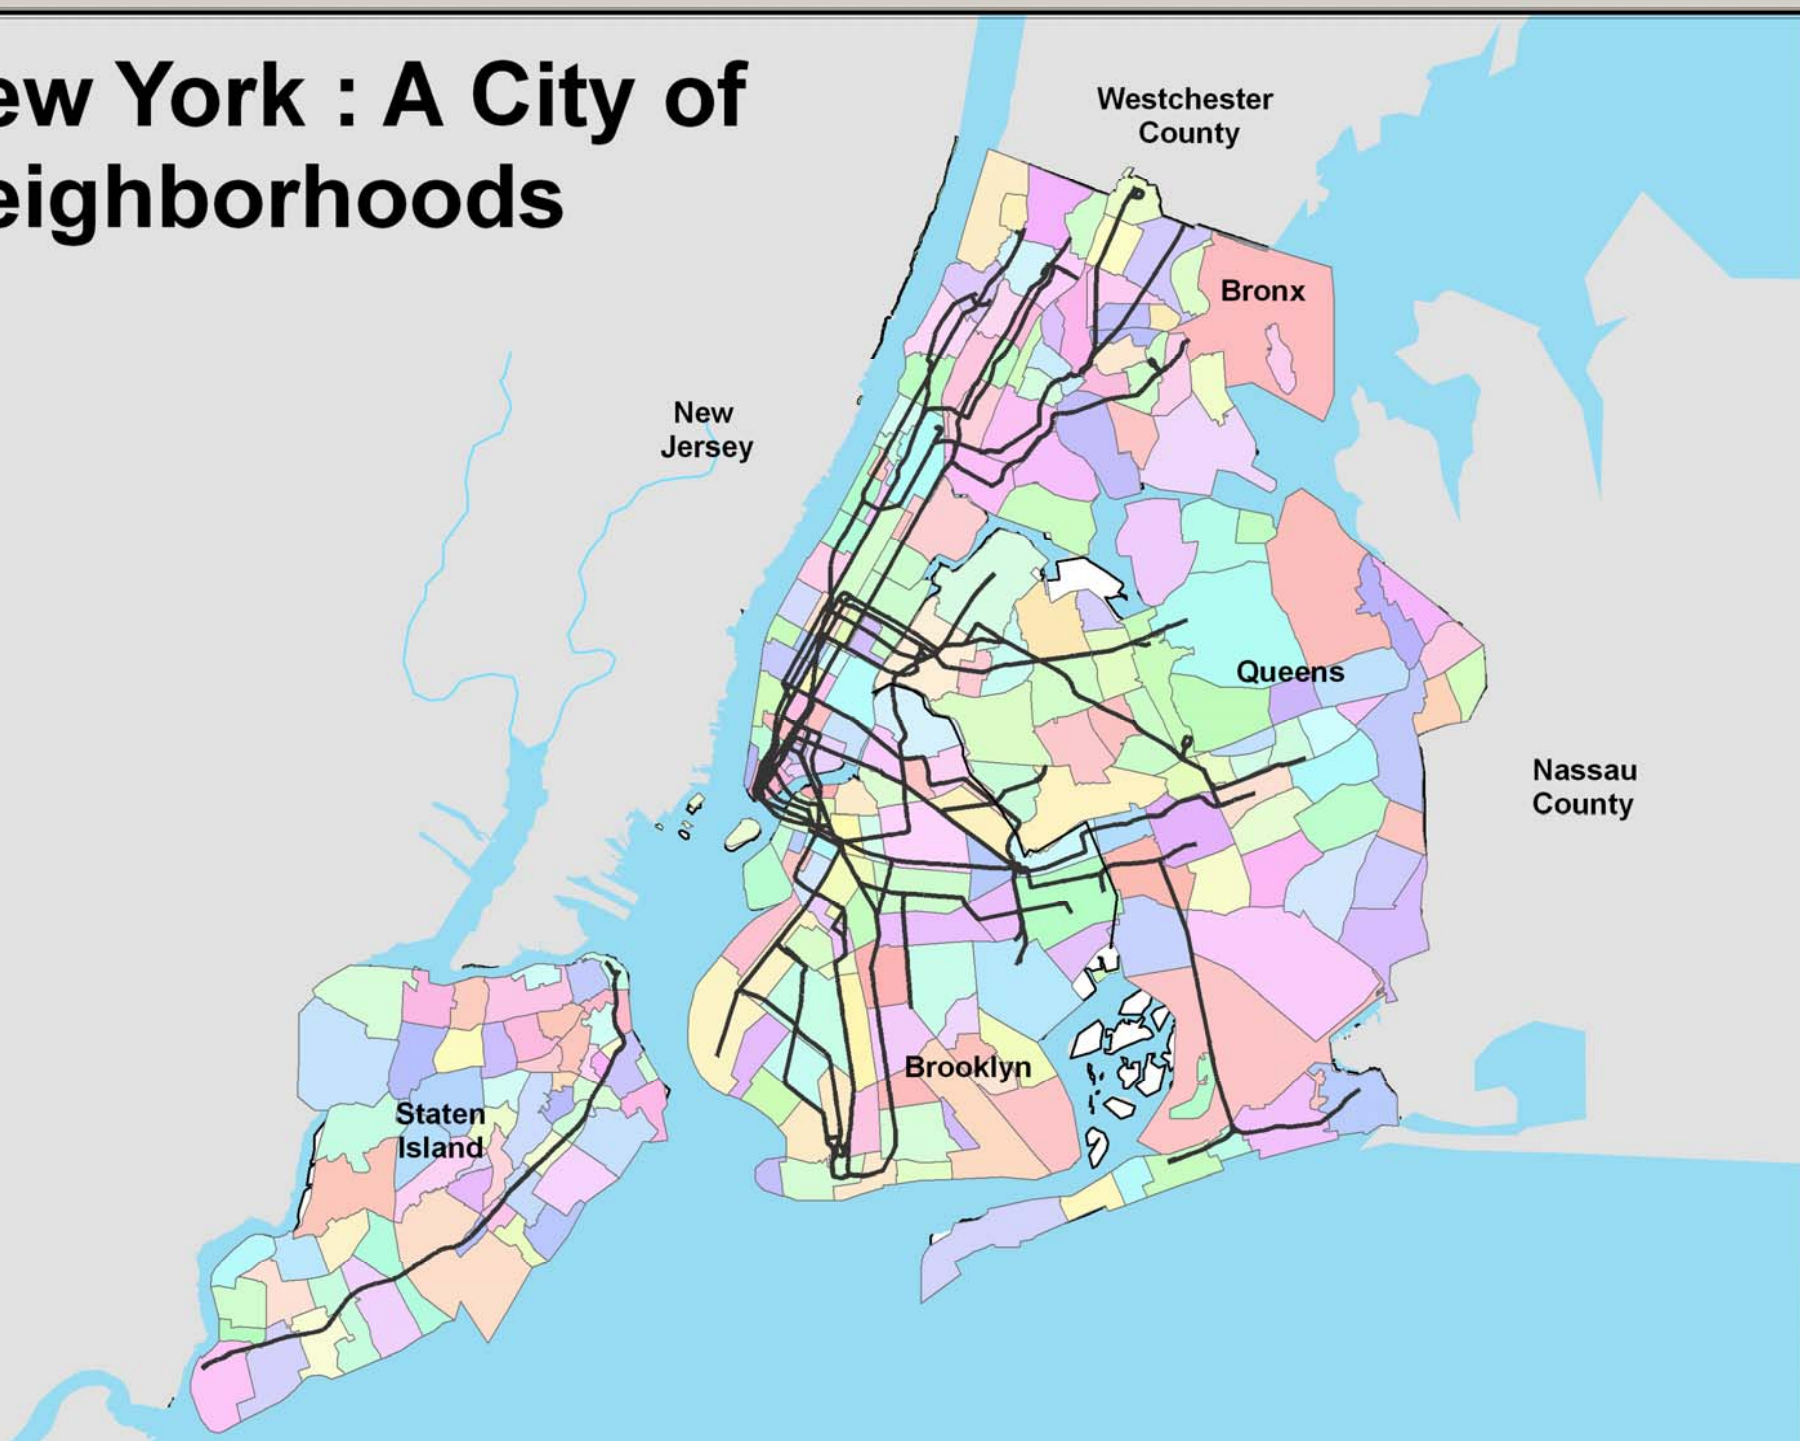 ew York : A City of
eighborhoods
Westchester
County
Bronx
New
Jersey
Queens
Nassau
County
Brooklyn
Staten
Island